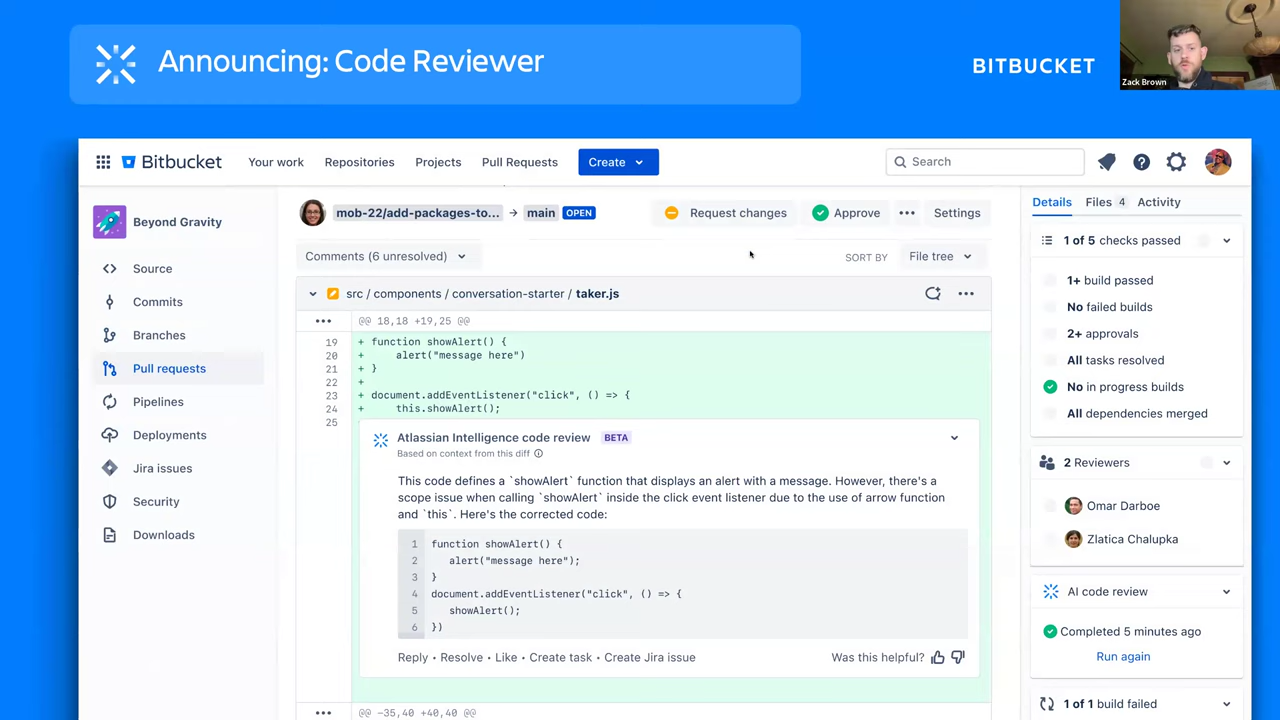 Announcing: Code Reviewer
BITBUCKET
Zack Brown
Bitbucket
Your work
Repositories
Projects
Pull Requests
Create
Search
Beyond Gravity
Source
Commits
Branches
Pull requests
Pipelines
Deployments
Jira issues
Security
Downloads
mob-22/add-packages-to... → main OPEN
Request changes
Approve
•••
Settings
Comments (6 unresolved)
SORT BY
File tree
src / components / conversation-starter / taker.js
•••
••• @@ 18,18 +19,25 @@
19 + function showAlert() {
20 + alert("message here")
21 + }
22 +
23 + document.addEventListener("click", () => {
24 + this.showAlert();
25
Atlassian Intelligence code review BETA
Based on context from this diff
This code defines a `showAlert` function that displays an alert with a message. However, there's a
scope issue when calling `showAlert` inside the click event listener due to the use of arrow function
and `this`. Here's the corrected code:
1 function showAlert() {
2 alert("message here");
3 }
4 document.addEventListener("click", () => {
5 showAlert();
6 })
Reply • Resolve • Like • Create task • Create Jira issue
Was this helpful?
••• @@ -35,40 +40,40 @@
Details
Files 4
Activity
1 of 5 checks passed
1+ build passed
No failed builds
2+ approvals
All tasks resolved
No in progress builds
All dependencies merged
2 Reviewers
Omar Darboe
Zlatica Chalupka
AI code review
Completed 5 minutes ago
Run again
1 of 1 build failed